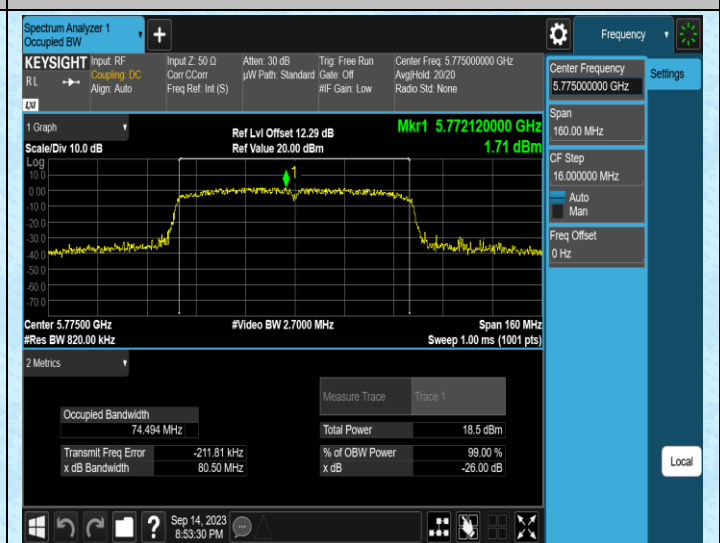 Spectrum Analyzer 1
Occupied BW
Frequency
KEYSIGHT
R L
LXI
Input: RF
Coupling: DC
Align: Auto
Input Z: 50 Ω
Corr CCorr
Freq Ref: Int (S)
Atten: 30 dB
µW Path: Standard
Trig: Free Run
Gate: Off
#IF Gain: Low
Center Freq: 5.775000000 GHz
Avg|Hold: 20/20
Radio Std: None
Center Frequency
5.775000000 GHz
Settings
Span
160.00 MHz
CF Step
16.000000 MHz
Auto
Man
Freq Offset
0 Hz
1 Graph
Scale/Div 10.0 dB
Ref Lvl Offset 12.29 dB
Ref Value 20.00 dBm
Mkr1 5.772120000 GHz
1.71 dBm
Log
10.0
0.00
-10.0
-20.0
-30.0
-40.0
-50.0
-60.0
-70.0
1
Center 5.77500 GHz
#Res BW 820.00 kHz
#Video BW 2.7000 MHz
Span 160 MHz
Sweep 1.00 ms (1001 pts)
2 Metrics
Measure Trace
Trace 1
Occupied Bandwidth
74.494 MHz
Total Power
18.5 dBm
Transmit Freq Error
-211.81 kHz
% of OBW Power
99.00 %
x dB Bandwidth
80.50 MHz
x dB
-26.00 dB
Local
?
Sep 14, 2023
8:53:30 PM